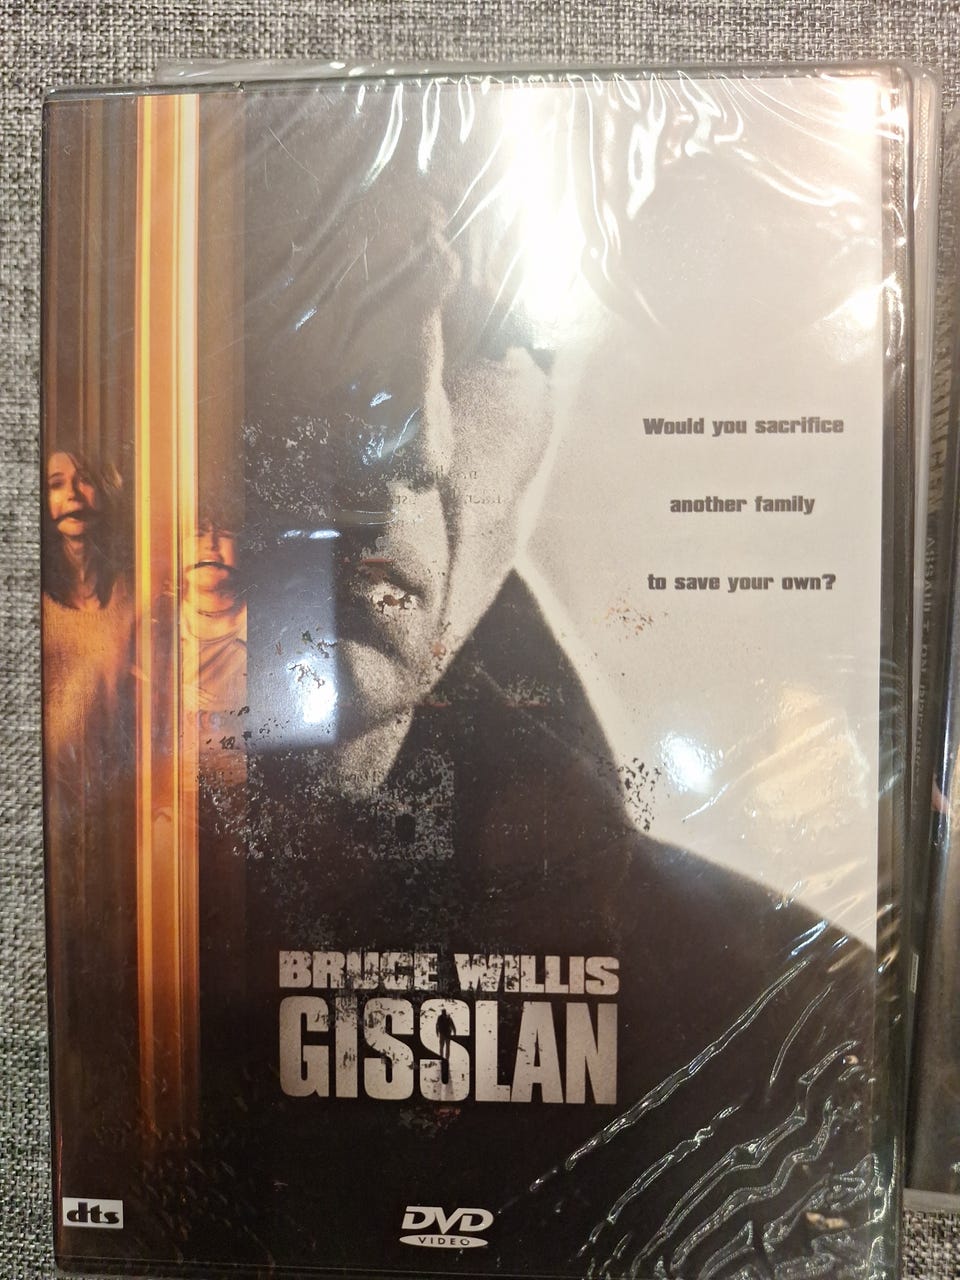 Would you sacrifice
another family
to save your own?
BRUCE WILLIS
GISSLAN
dts
DVD
VIDEO